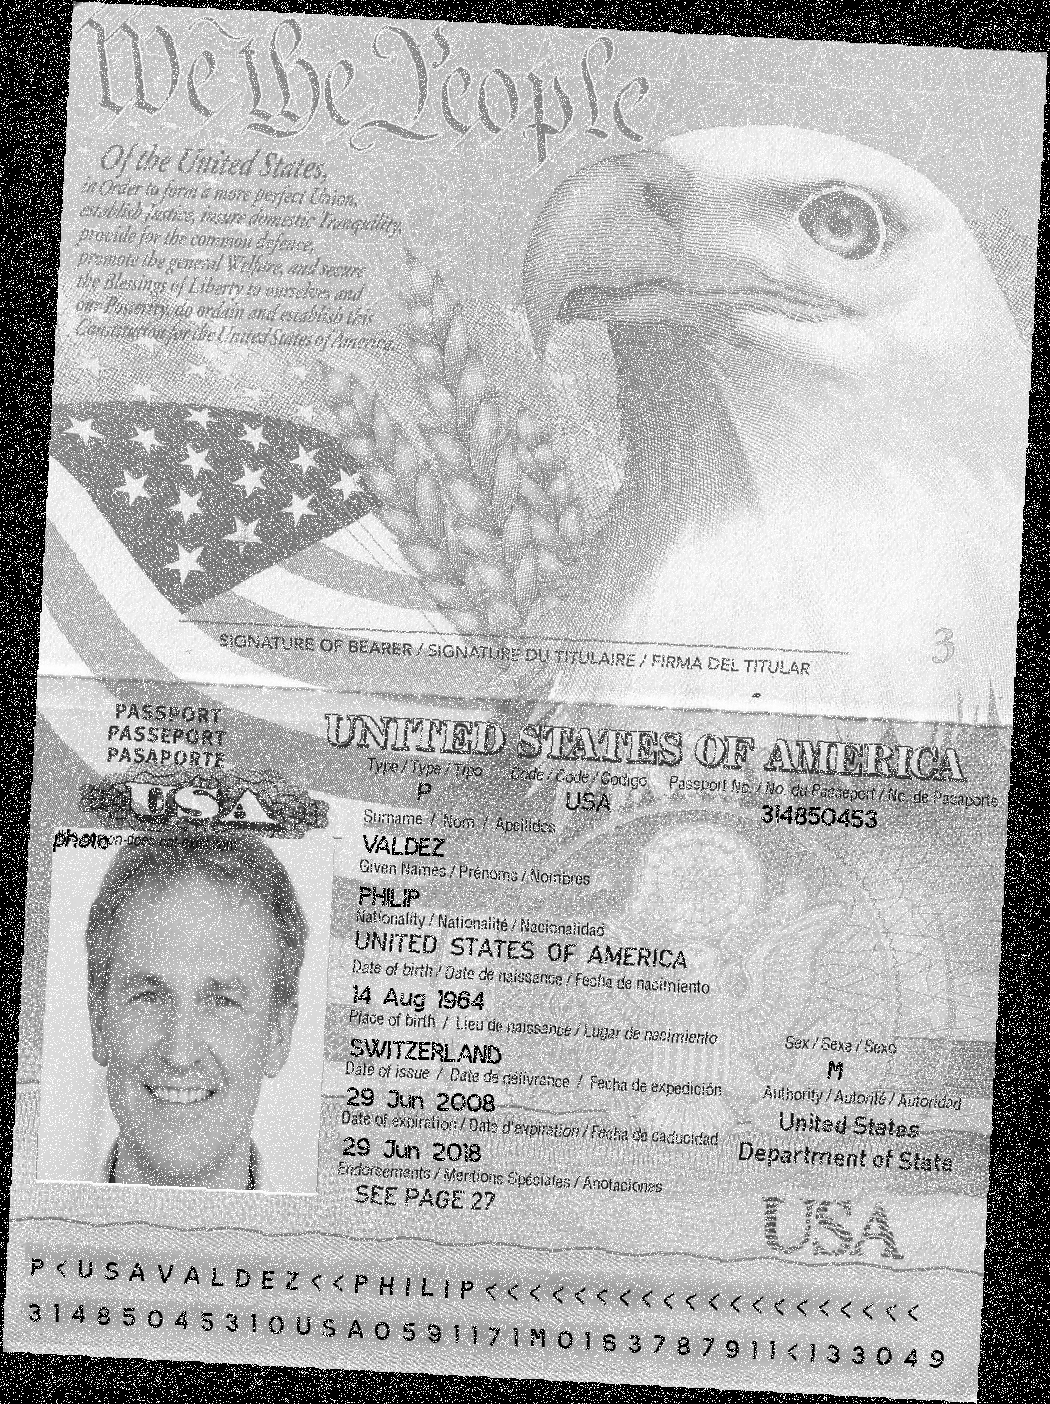 We the People
Of the United States,
in Order to form a more perfect Union,
establish Justice, insure domestic Tranquility,
provide for the common defence,
promote the general Welfare, and secure
the Blessings of Liberty to ourselves and
our Posterity, do ordain and establish this
Constitution for the United States of America.
SIGNATURE OF BEARER / SIGNATURE DU TITULAIRE / FIRMA DEL TITULAR
3
PASSPORT
PASSEPORT
PASAPORTE
UNITED STATES OF AMERICA
USA
Type / Type / Tipo Code / Code / Codigo Passport No. / No. du Passeport / No. de Pasaporte
P USA 314850453
Surname / Nom / Apellidos
VALDEZ
photo
Given Names / Prénoms / Nombres
PHILIP
Nationality / Nationalité / Nacionalidad
UNITED STATES OF AMERICA
Date of birth / Date de naissance / Fecha de nacimiento
14 Aug 1964
Place of birth / Lieu de naissance / Lugar de nacimiento
SWITZERLAND
Sex / Sexe / Sexo
M
Date of issue / Date de délivrance / Fecha de expedición
29 Jun 2008
Authority / Autorité / Autoridad
United States
Department of State
Date of expiration / Date d'expiration / Fecha de caducidad
29 Jun 2018
Endorsements / Mentions Spéciales / Anotaciones
SEE PAGE 27
USA
P<USAVALDEZ<<PHILIP<<<<<<<<<<<<<<<<<<<<
3148504531OUSA0591171M0183787911<133049